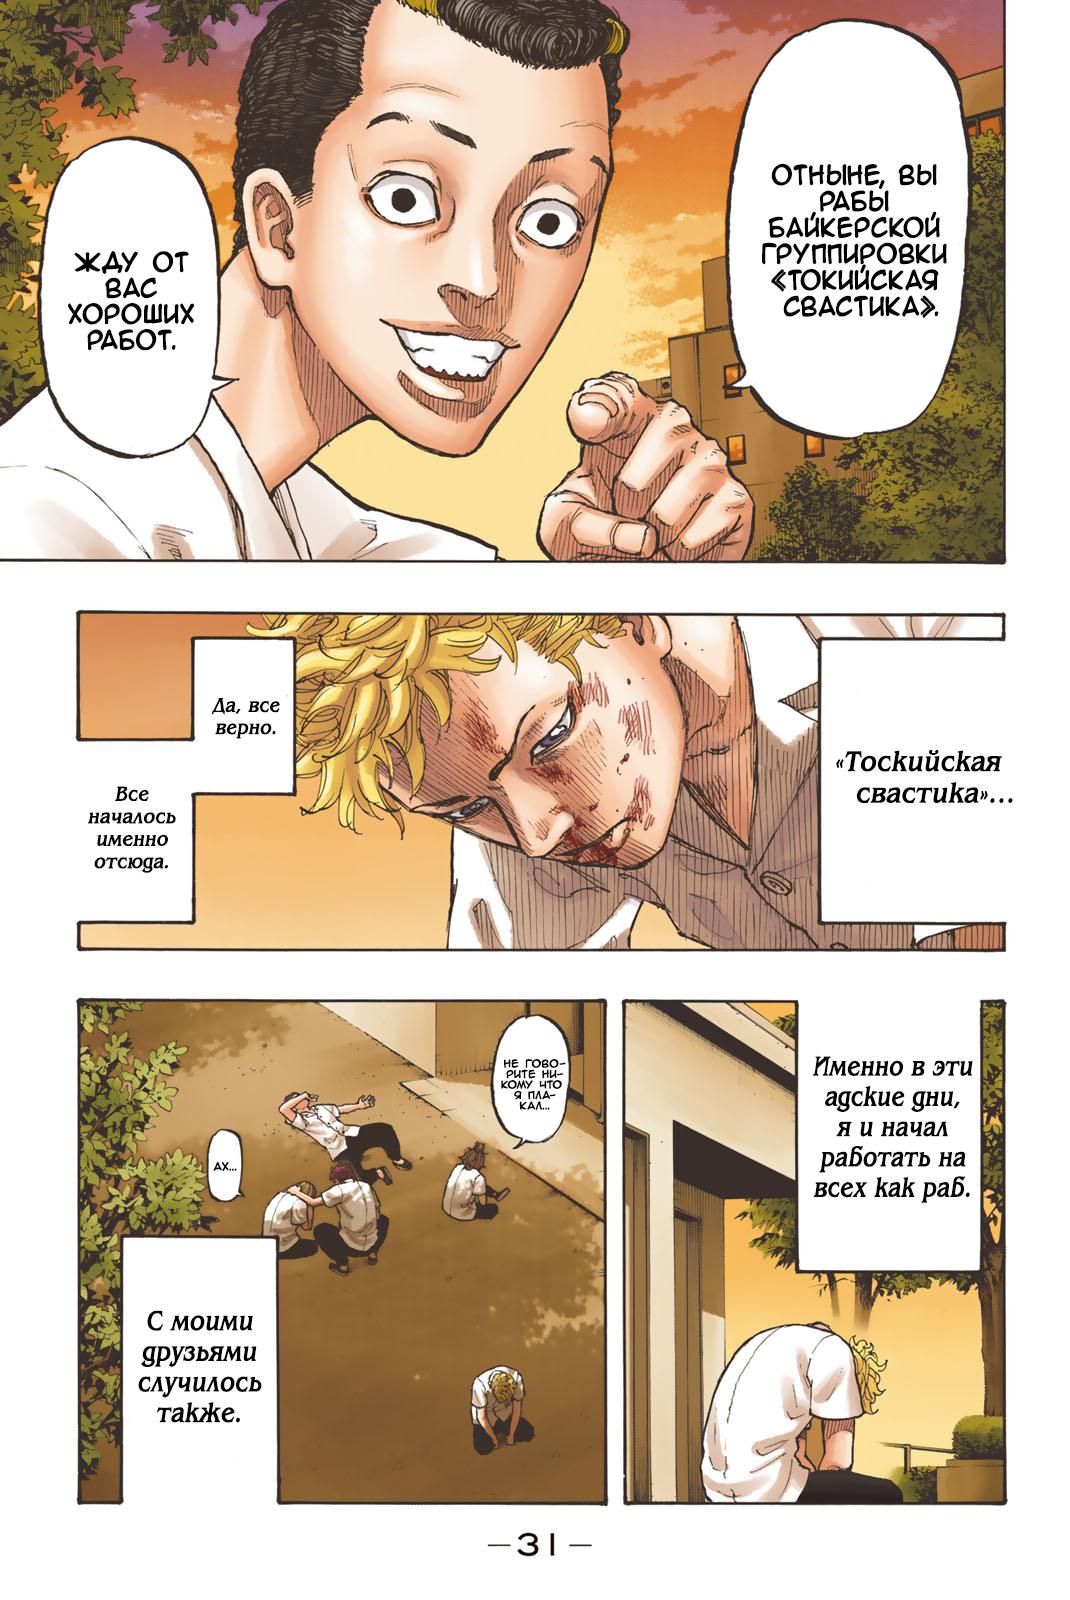 ОТНЫНЕ, ВЫ
РАБЫ
БАЙКЕРСКОЙ
ГРУППИРОВКИ
«ТОКИЙСКАЯ
СВАСТИКА».
ЖДУ ОТ
ВАС
ХОРОШИХ
РАБОТ.
«Тоскийская
свастика»...
Да, все
верно.
Все
началось
именно
отсюда.
Именно в эти
адские дни,
я и начал
работать на
всех как раб.
НЕ ГОВО-
РИТЕ НИ-
КОМУ ЧТО
Я ПЛА-
КАЛ...
АХ...
С моими
друзьями
случилось
также.
—31—